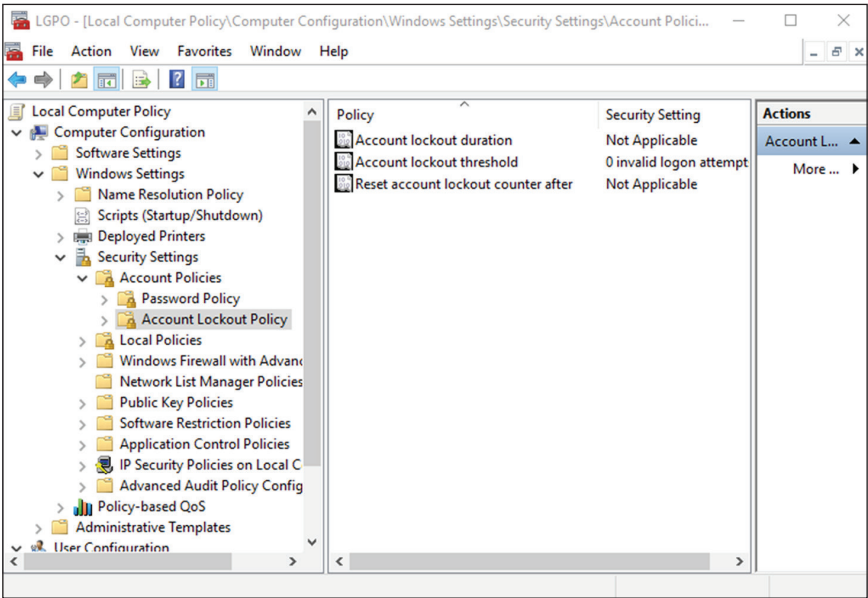 LGPO - [Local Computer Policy\Computer Configuration\Windows Settings\Security Settings\Account Polici...
File Action View Favorites Window Help
Local Computer Policy
Computer Configuration
Software Settings
Windows Settings
Name Resolution Policy
Scripts (Startup/Shutdown)
Deployed Printers
Security Settings
Account Policies
Password Policy
Account Lockout Policy
Local Policies
Windows Firewall with Advanc
Network List Manager Policies
Public Key Policies
Software Restriction Policies
Application Control Policies
IP Security Policies on Local C
Advanced Audit Policy Config
Policy-based QoS
Administrative Templates
User Configuration
Policy Security Setting
Account lockout duration Not Applicable
Account lockout threshold 0 invalid logon attempt
Reset account lockout counter after Not Applicable
Actions
Account L...
More ...